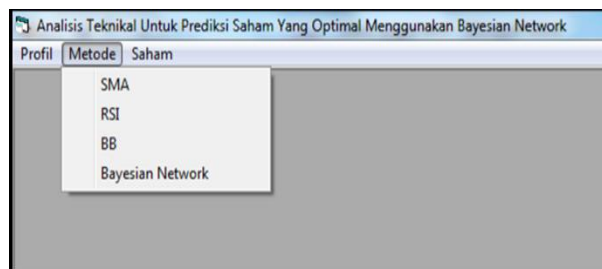 Analisis Teknikal Untuk Prediksi Saham Yang Optimal Menggunakan Bayesian Network
Profil Metode Saham
SMA
RSI
BB
Bayesian Network